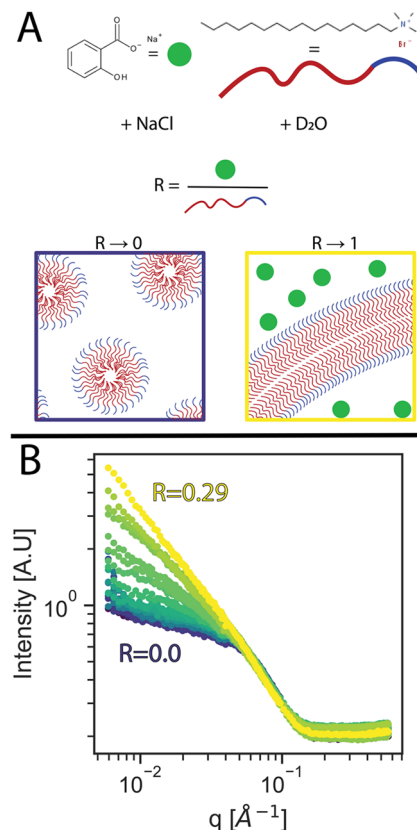 A
O
O⁻
Na⁺
OH
=
N⁺
Br⁻
=
+ NaCl
+ D2O
R =
R → 0
R → 1
B
R=0.29
R=0.0
Intensity [A.U]
10⁰
10⁻²
10⁻¹
q [Å⁻¹]